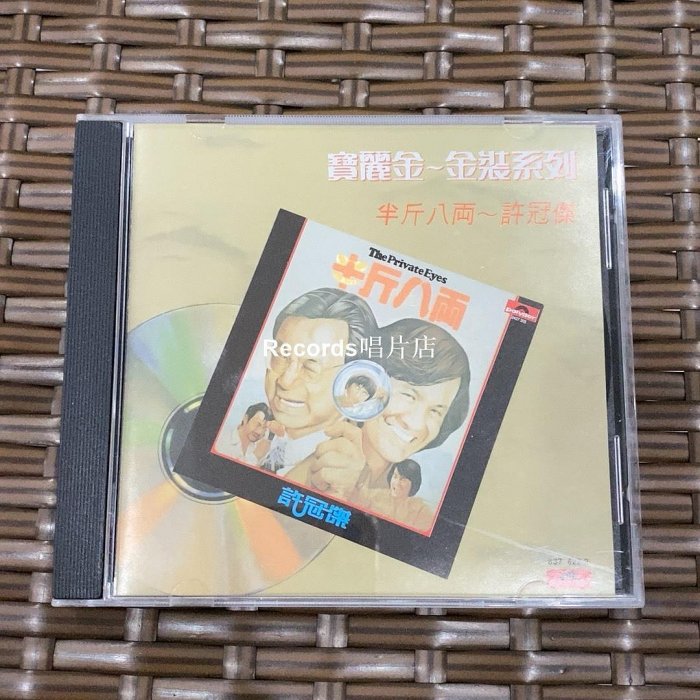 寶麗金~金裝系列
半斤八両~許冠傑
The Private Eyes
半斤八両
polydor
Records唱片店
許冠傑